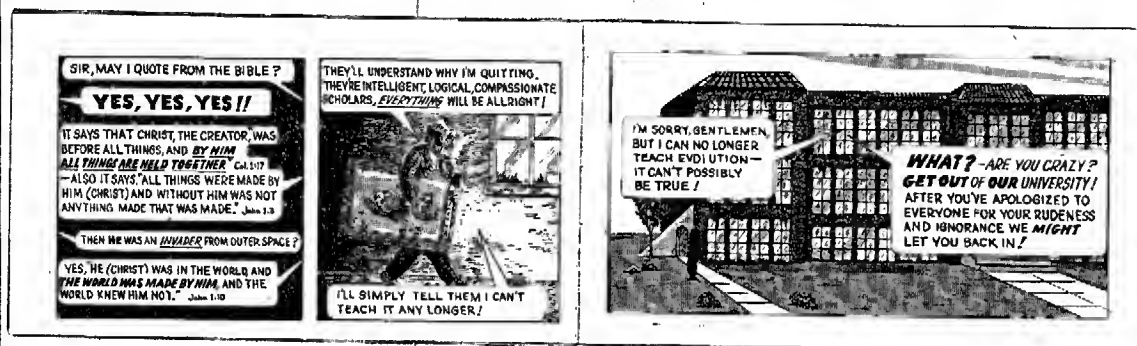 SIR, MAY I QUOTE FROM THE BIBLE?
YES, YES, YES!!
IT SAYS THAT CHRIST, THE CREATOR, WAS
BEFORE ALL THINGS, AND BY HIM
ALL THINGS ARE HELD TOGETHER" Col. 1:17
—ALSO IT SAYS, "ALL THINGS WERE MADE BY
HIM (CHRIST) AND WITHOUT HIM WAS NOT
ANYTHING MADE THAT WAS MADE." John 1:3
THEN HE WAS AN INVADER FROM OUTER SPACE?
YES, "HE (CHRIST) WAS IN THE WORLD, AND
THE WORLD WAS MADE BY HIM, AND THE
WORLD KNEW HIM NOT." John 1:10
THEY'LL UNDERSTAND WHY I'M QUITTING.
THEY'RE INTELLIGENT, LOGICAL, COMPASSIONATE
SCHOLARS, EVERYTHING WILL BE ALLRIGHT!
I'LL SIMPLY TELL THEM I CAN'T
TEACH IT ANY LONGER!
I'M SORRY, GENTLEMEN,
BUT I CAN NO LONGER
TEACH EVOLUTION—
IT CAN'T POSSIBLY
BE TRUE!
WHAT? -ARE YOU CRAZY?
GET OUT OF OUR UNIVERSITY!
AFTER YOU'VE APOLOGIZED TO
EVERYONE FOR YOUR RUDENESS
AND IGNORANCE WE MIGHT
LET YOU BACK IN!